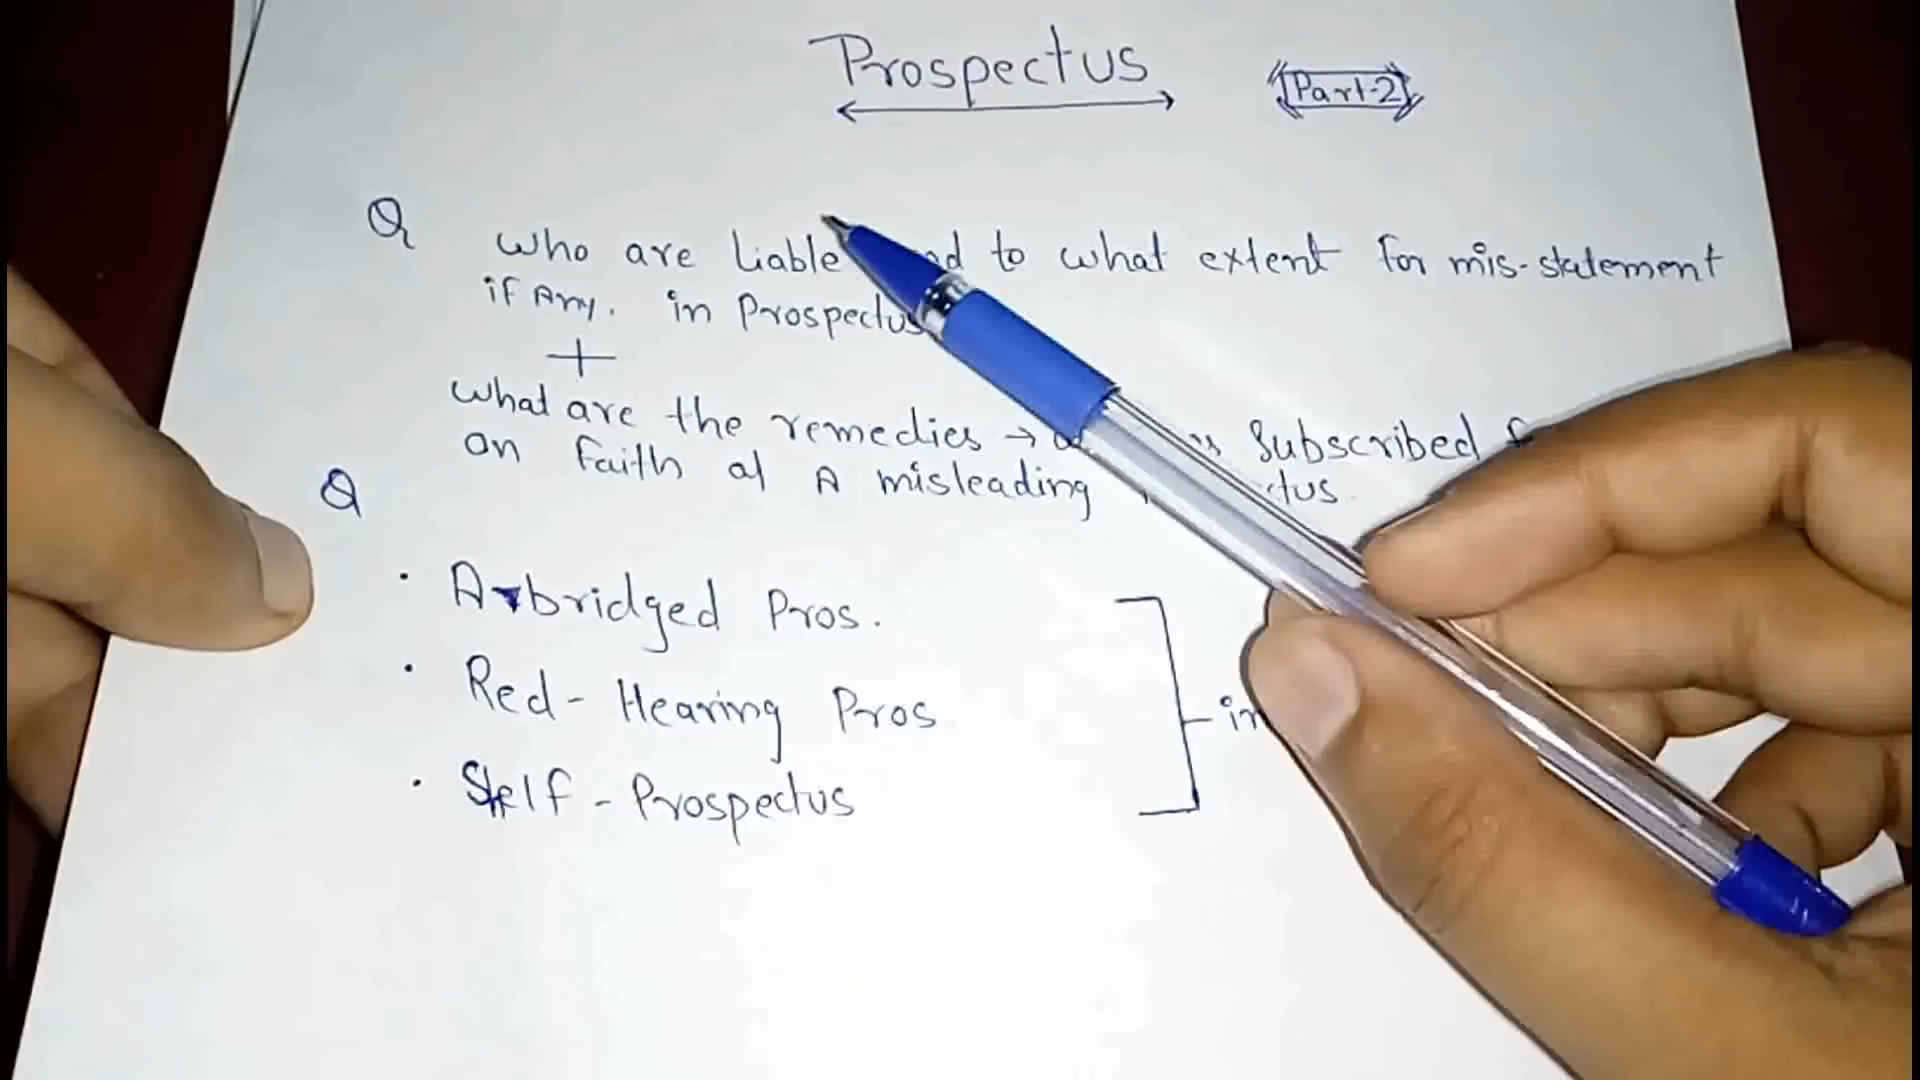 Prospectus
Part-2
Q who are liable to what extent for mis-statement
if Any. in Prospectus
+
what are the remedies → Subscribed
on faith of A misleading
Q
• Abridged Pros.
• Red - Hearing Pros
• Shelf - Prospectus